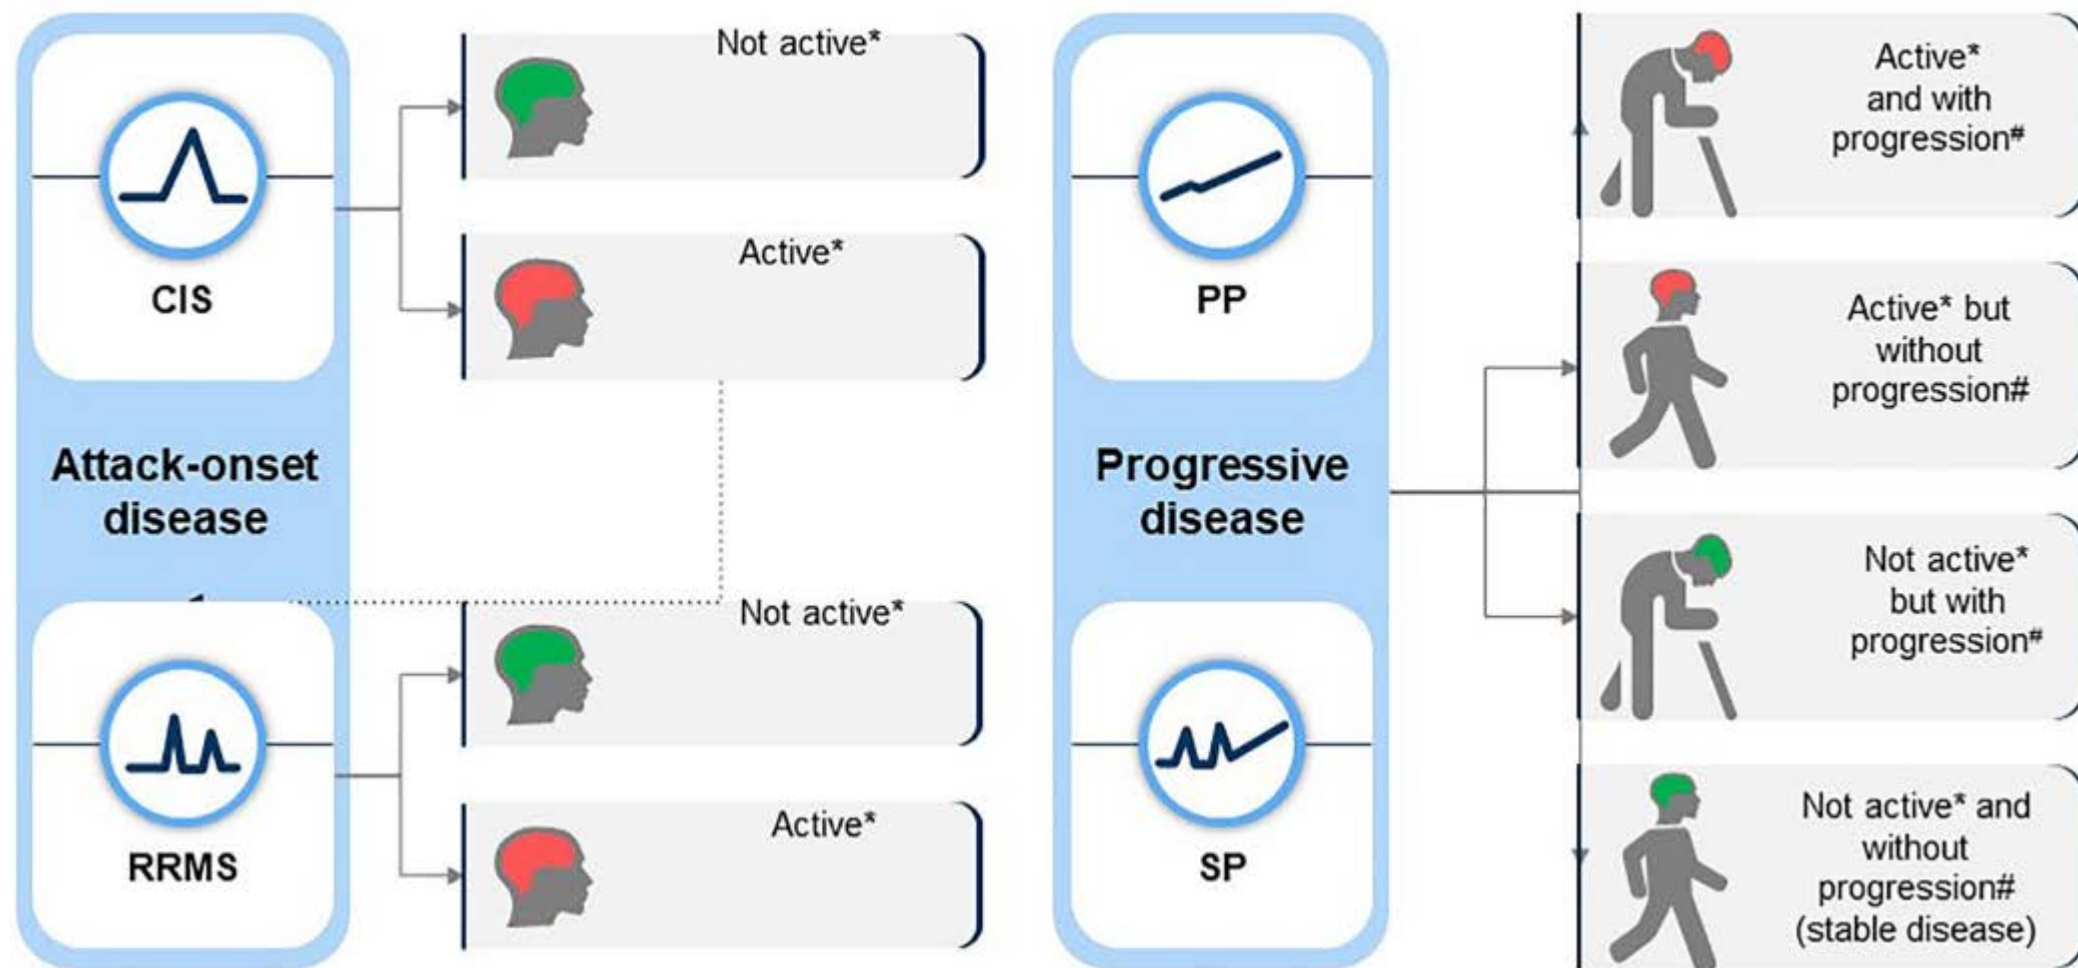 Not active*
CIS
Active*
Attack-onset
disease
Not active*
RRMS
Active*
PP
Progressive
disease
SP
Active*
and with
progression#
Active* but
without
progression#
Not active*
but with
progression#
Not active* and
without
progression#
(stable disease)